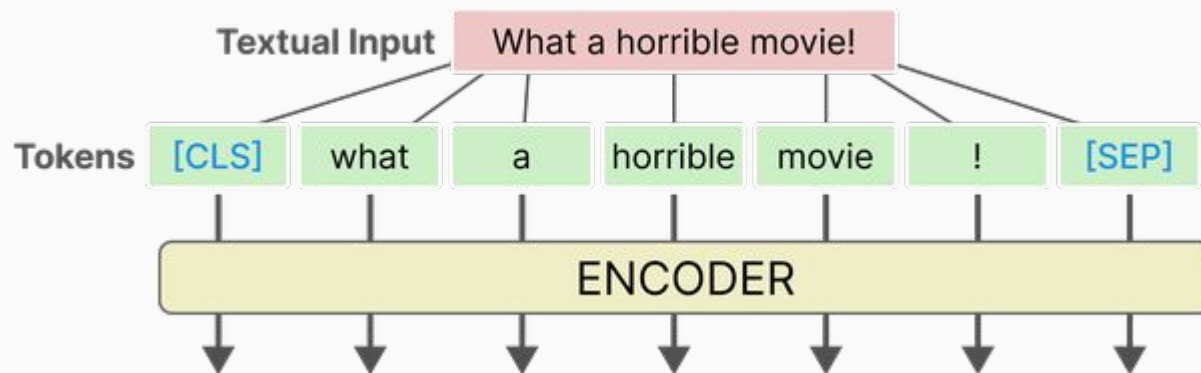 Textual Input What a horrible movie!
Tokens [CLS] what a horrible movie ! [SEP]
ENCODER